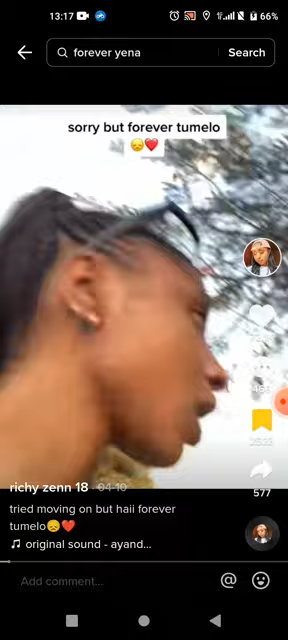 13:17
66%
forever yena
Search
sorry but forever tumelo
😞❤️
577
richy zenn 18 · 04-10
tried moving on but haii forever
tumelo😞❤️
original sound - ayand...
Add comment...